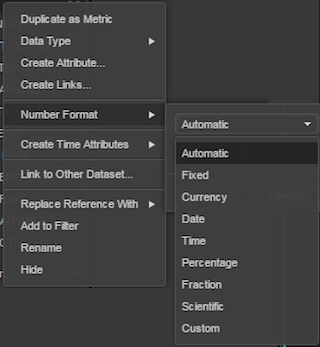 Duplicate as Metric
Data Type
Create Attribute...
Create Links...
Number Format
Create Time Attributes
Link to Other Dataset...
Replace Reference With
Add to Filter
Rename
Hide
Automatic
Automatic
Fixed
Currency
Date
Time
Percentage
Fraction
Scientific
Custom